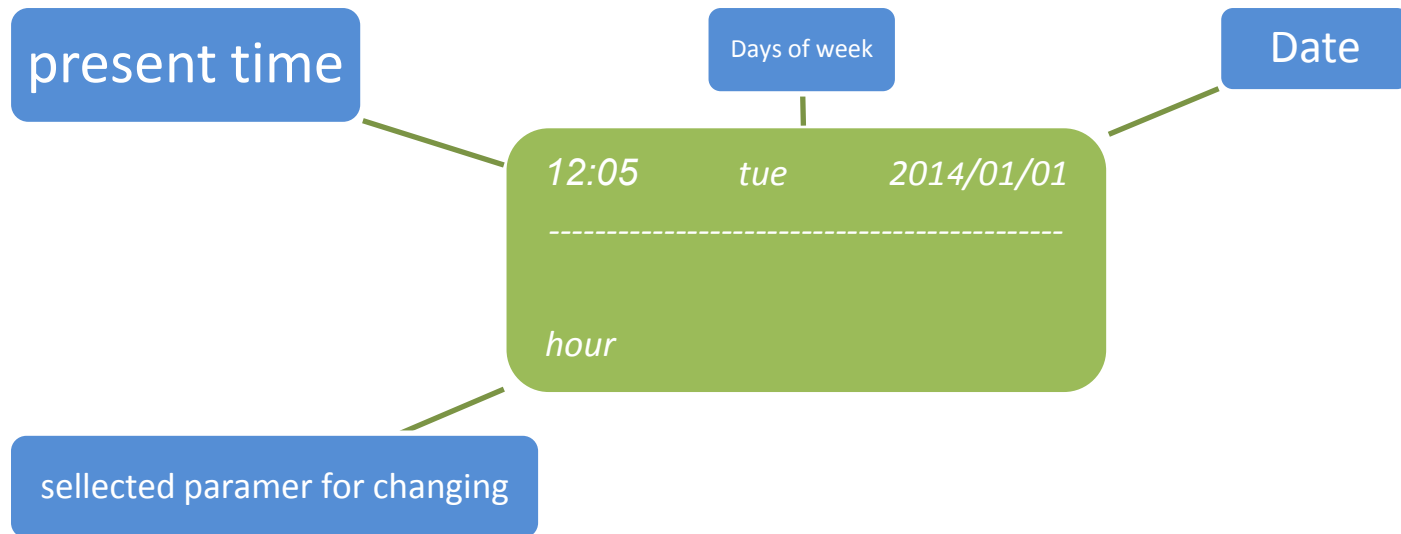 present time
Days of week
Date
12:05 tue 2014/01/01
--------------------------------------------
hour
sellected paramer for changing